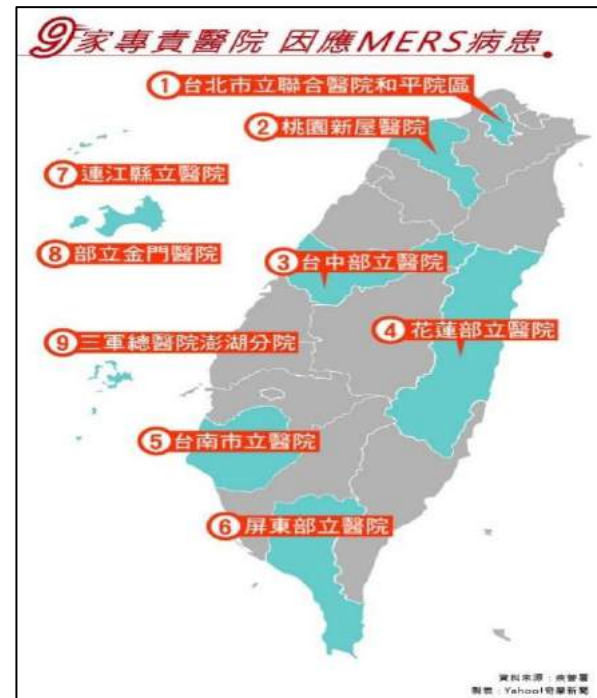 9家專責醫院 因應MERS病患
①台北市立聯合醫院和平院區
②桃園新屋醫院
⑦連江縣立醫院
⑧部立金門醫院
③台中部立醫院
④花蓮部立醫院
⑨三軍總醫院澎湖分院
⑤台南市立醫院
⑥屏東部立醫院
資料來源：疾管署
製表：Yahoo!奇摩新聞